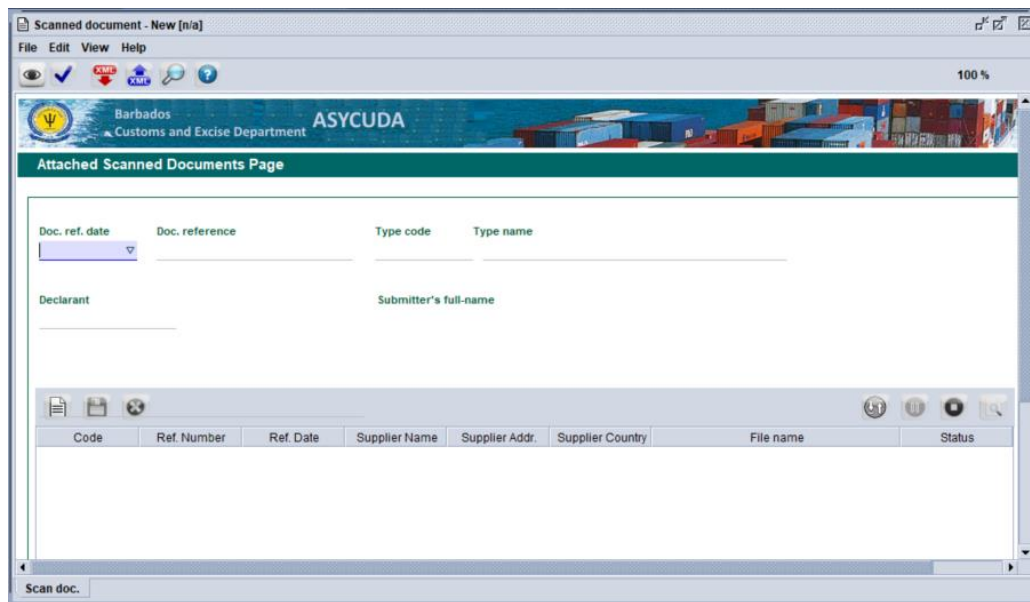 Scanned document - New [n/a]
File Edit View Help
XML XML ? 100 %
Barbados ASYCUDA
Customs and Excise Department
Attached Scanned Documents Page
Doc. ref. date Doc. reference Type code Type name
Declarant Submitter's full-name
Code Ref. Number Ref. Date Supplier Name Supplier Addr. Supplier Country File name Status
Scan doc.